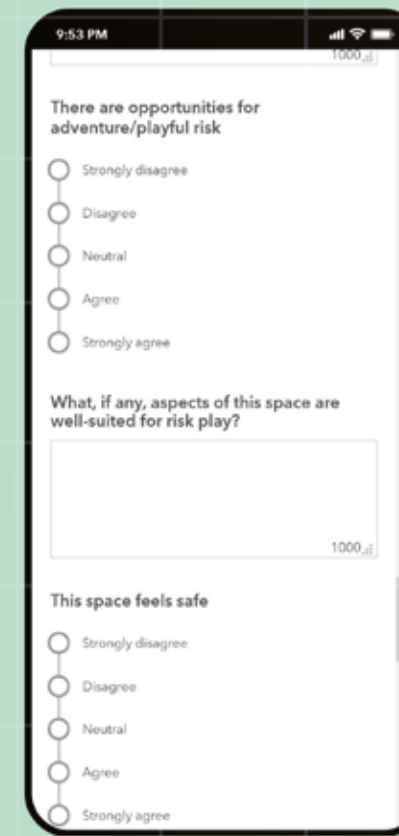 9:53 PM
1000
There are opportunities for
adventure/playful risk
Strongly disagree
Disagree
Neutral
Agree
Strongly agree
What, if any, aspects of this space are
well-suited for risk play?
1000
This space feels safe
Strongly disagree
Disagree
Neutral
Agree
Strongly agree